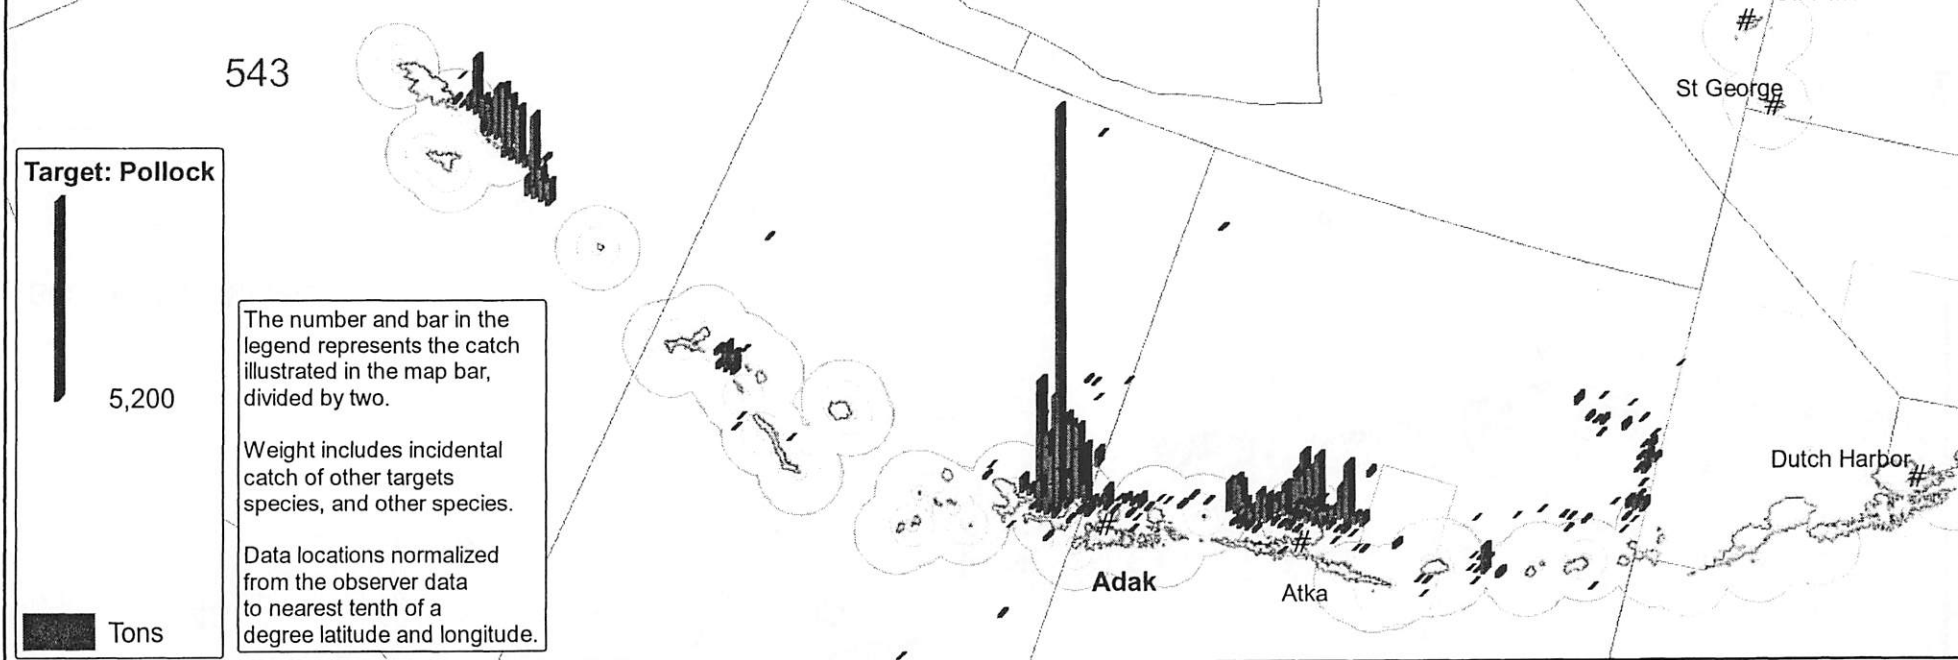 543
St George
Target: Pollock
5,200
Tons
The number and bar in the
legend represents the catch
illustrated in the map bar,
divided by two.
Weight includes incidental
catch of other targets
species, and other species.
Data locations normalized
from the observer data
to nearest tenth of a
degree latitude and longitude.
Dutch Harbor
Adak
Atka